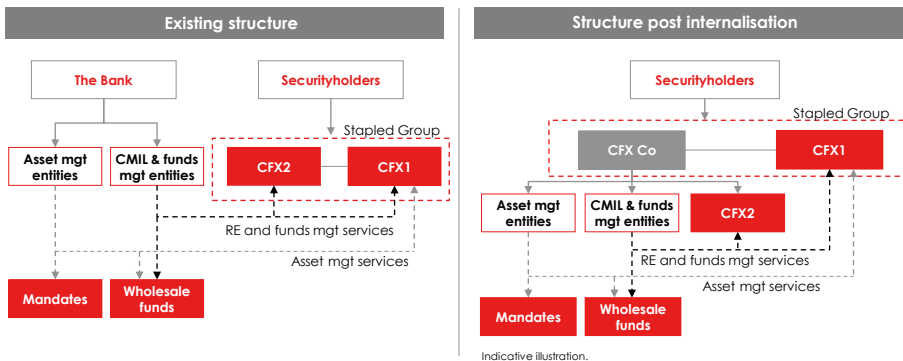 Existing structure
The Bank
Securityholders
Stapled Group
Asset mgt
entities
CMIL & funds
mgt entities
CFX2
CFX1
RE and funds mgt services
Asset mgt services
Mandates
Wholesale
funds
Structure post internalisation
Securityholders
Stapled Group
CFX Co
CFX1
Asset mgt
entities
CMIL & funds
mgt entities
CFX2
RE and funds mgt services
Asset mgt services
Mandates
Wholesale
funds
Indicative illustration.